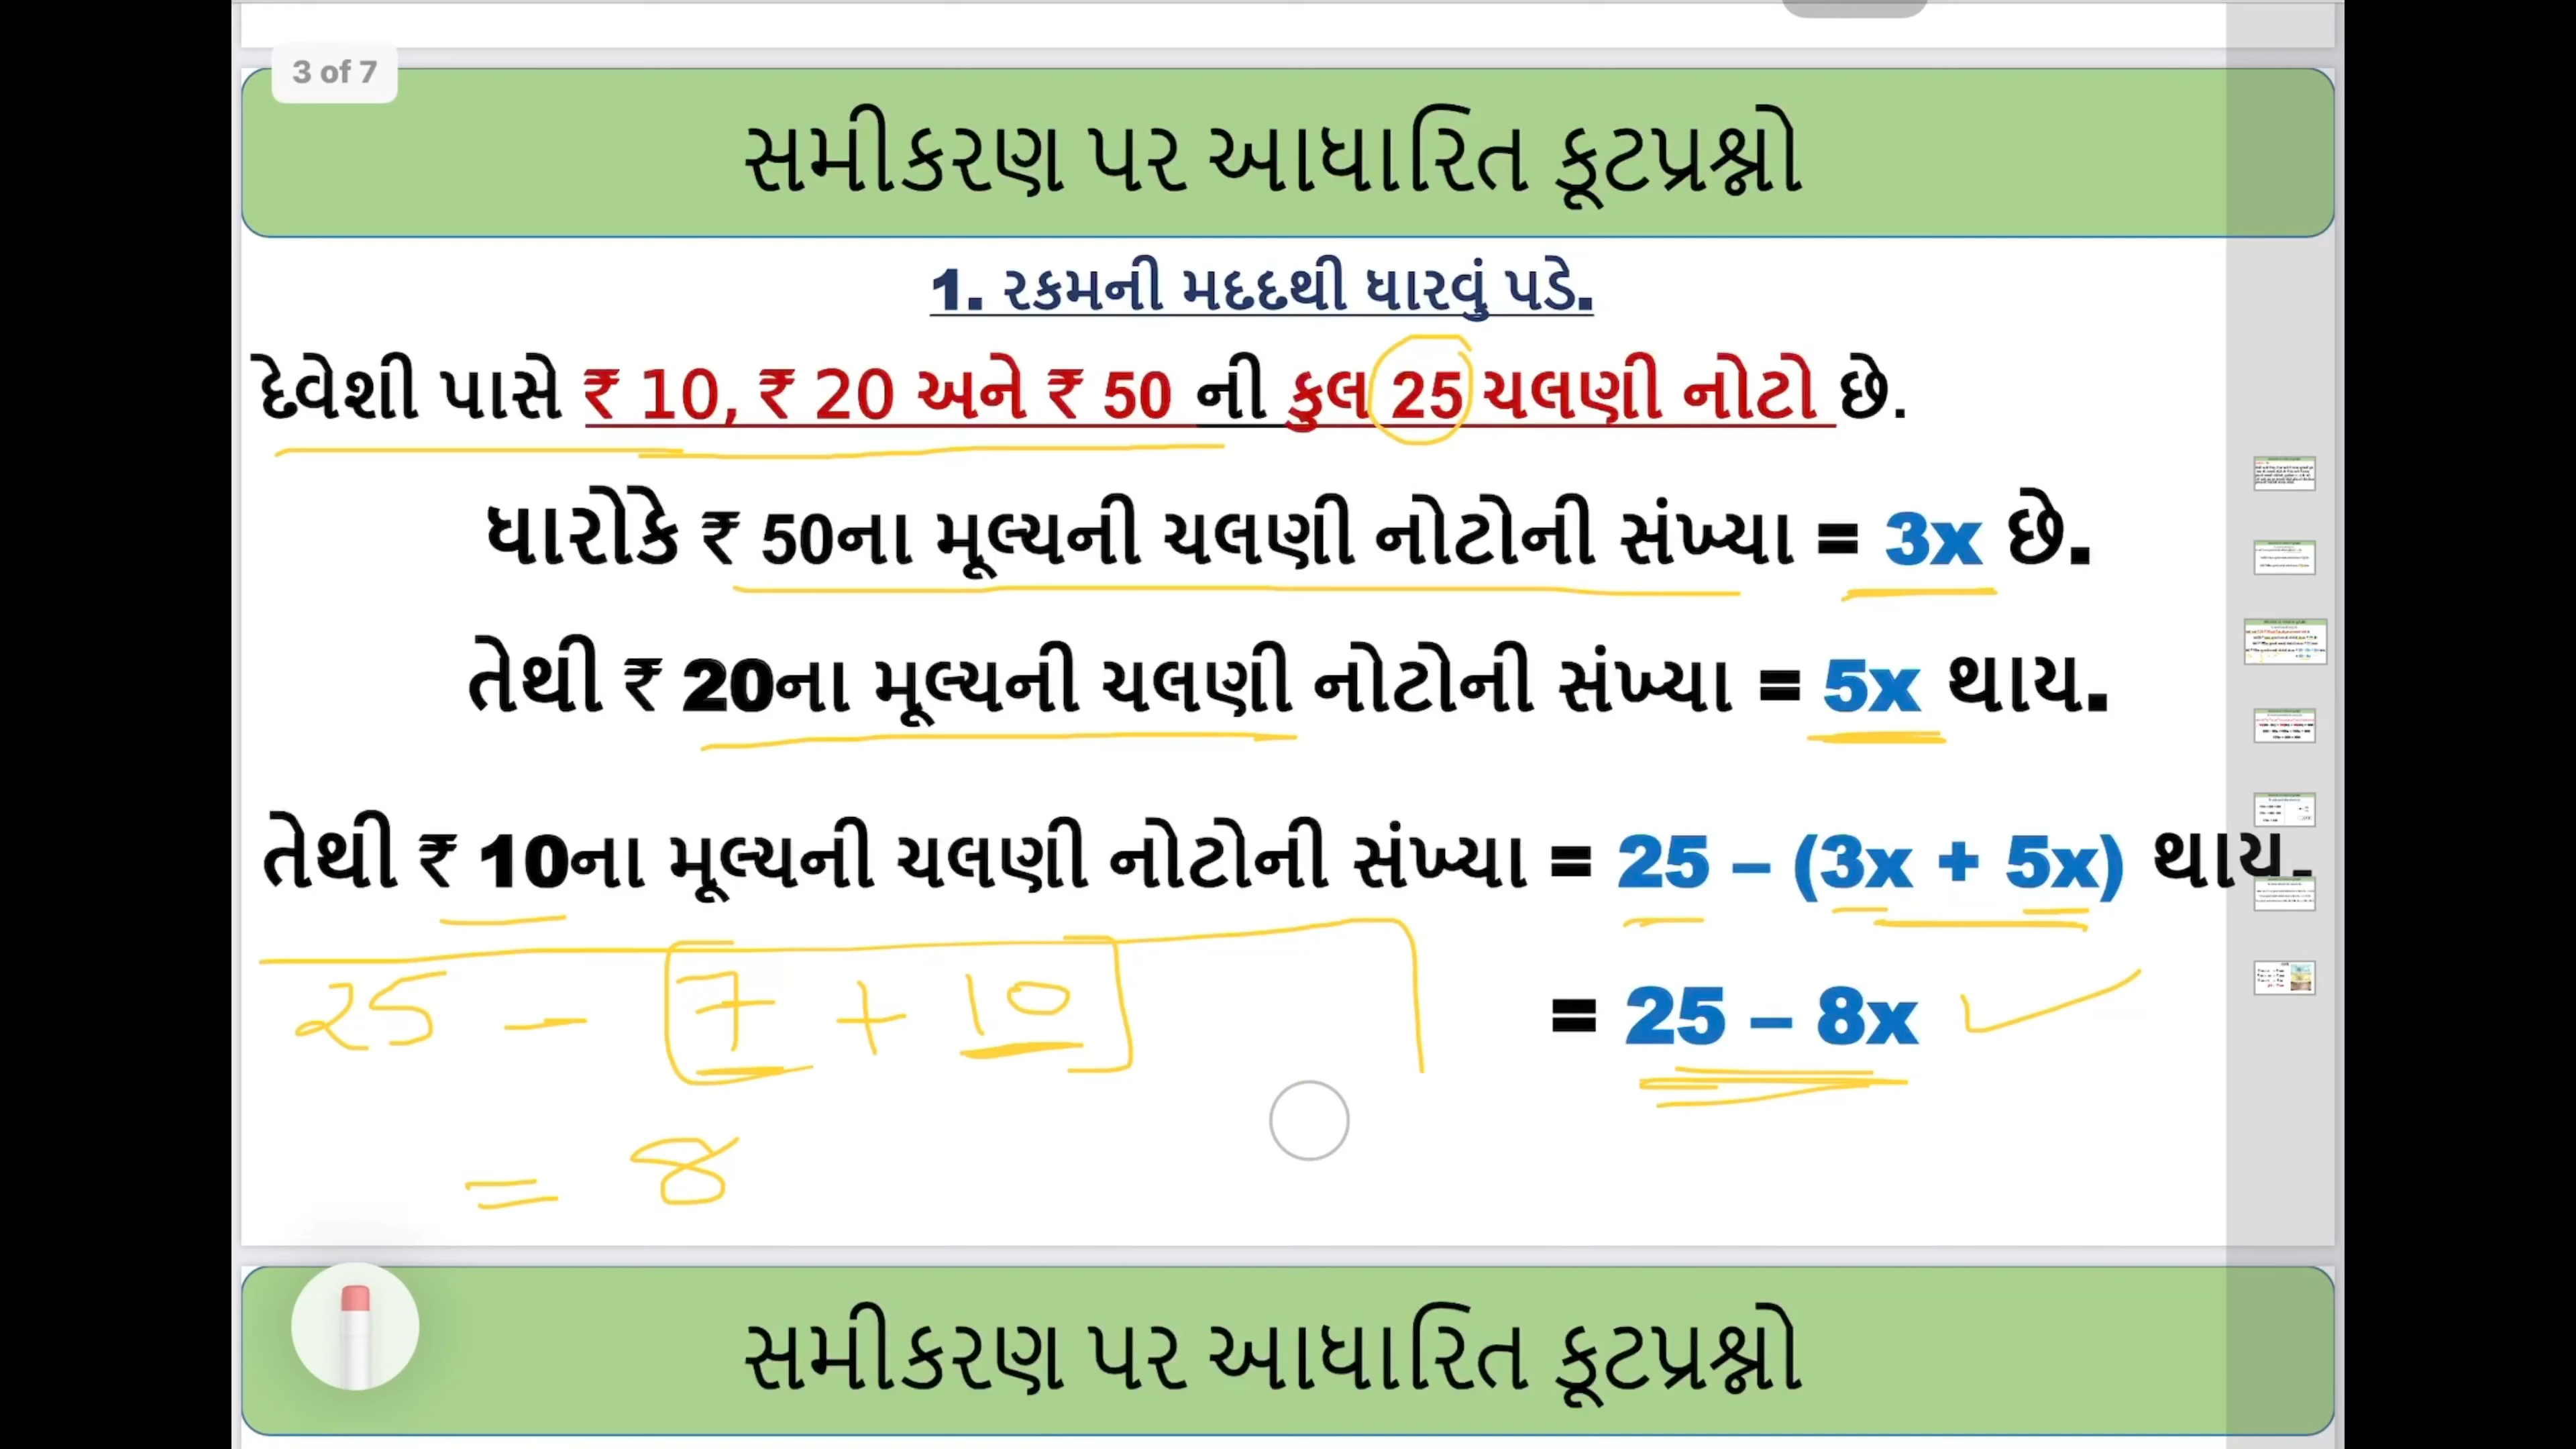 3 of 7
સમીકરણ પર આધારિત કૂટપ્રશ્નો
1. રકમની મદદથી ધારવું પડે.
દેવેશી પાસે ₹ 10, ₹ 20 અને ₹ 50 ની કુલ 25 ચલણી નોટો છે.
ધારોકે ₹ 50ના મૂલ્યની ચલણી નોટોની સંખ્યા = 3x છે.
તેથી ₹ 20ના મૂલ્યની ચલણી નોટોની સંખ્યા = 5x થાય.
તેથી ₹ 10ના મૂલ્યની ચલણી નોટોની સંખ્યા = 25 – (3x + 5x) થાય.
25 – 7 + 10
= 25 – 8x
= 8
સમીકરણ પર આધારિત કૂટપ્રશ્નો